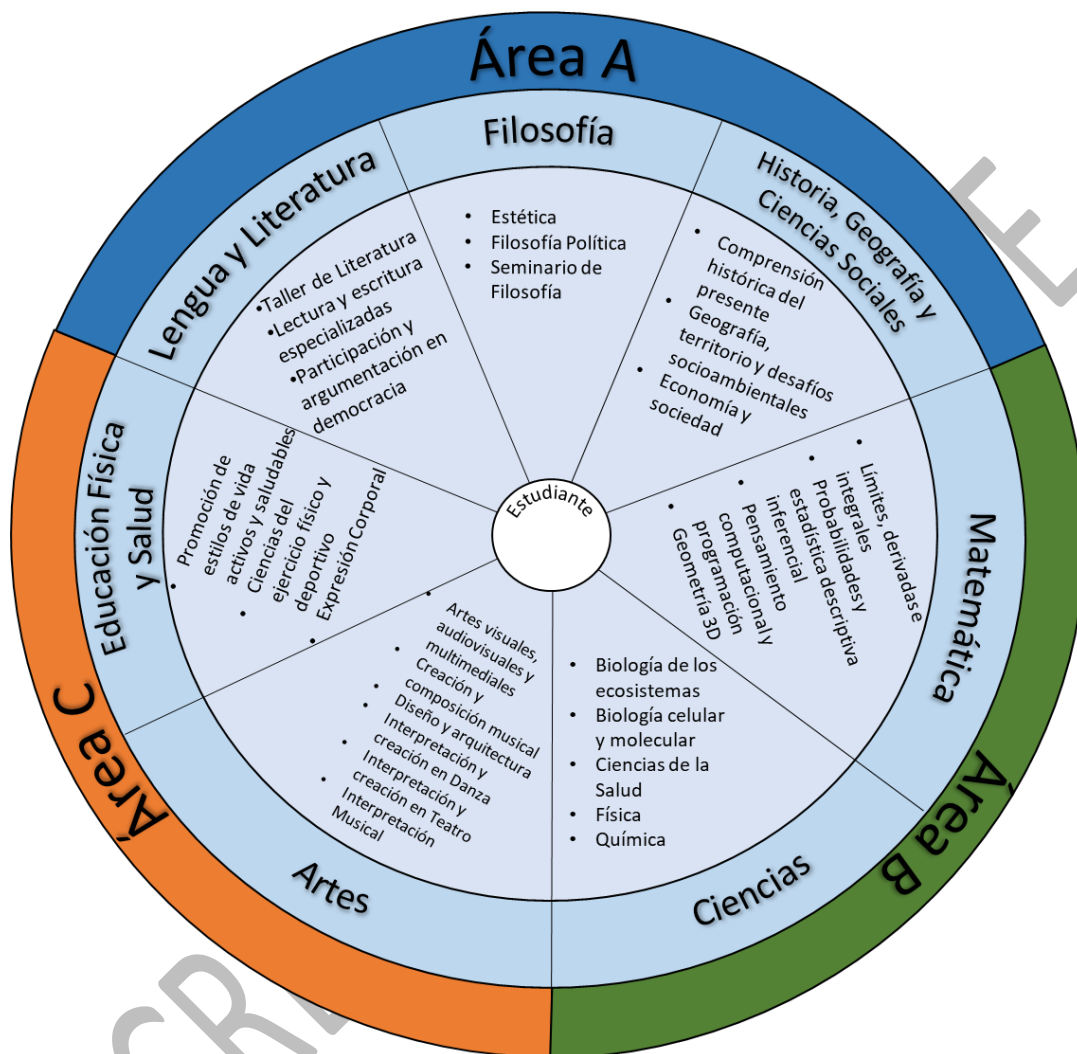 Área A
Filosofía
• Estética
• Filosofía Política
• Seminario de
Filosofía
Historia, Geografía y
Ciencias Sociales
• Comprensión
histórica del
presente
• Geografía,
territorio y desafíos
socioambientales
• Economía y
sociedad
Matemática
• Límites, derivadas e
integrales
• Probabilidades y
estadística descriptiva
inferencial
• Pensamiento
computacional y
programación
• Geometría 3D
Área B
Ciencias
• Biología de los
ecosistemas
• Biología celular
y molecular
• Ciencias de la
Salud
• Física
• Química
Artes
• Artes visuales,
audiovisuales y
multimediales
• Creación y
composición musical
• Diseño y arquitectura
• Interpretación y
creación en Danza
• Interpretación y
creación en Teatro
• Interpretación
Musical
Área C
Educación Física
y Salud
• Promoción de
estilos de vida
activos y saludables
• Ciencias del
ejercicio físico y
deportivo
• Expresión Corporal
Lengua y Literatura
•Taller de Literatura
•Lectura y escritura
especializadas
•Participación y
argumentación en
democracia
Estudiante